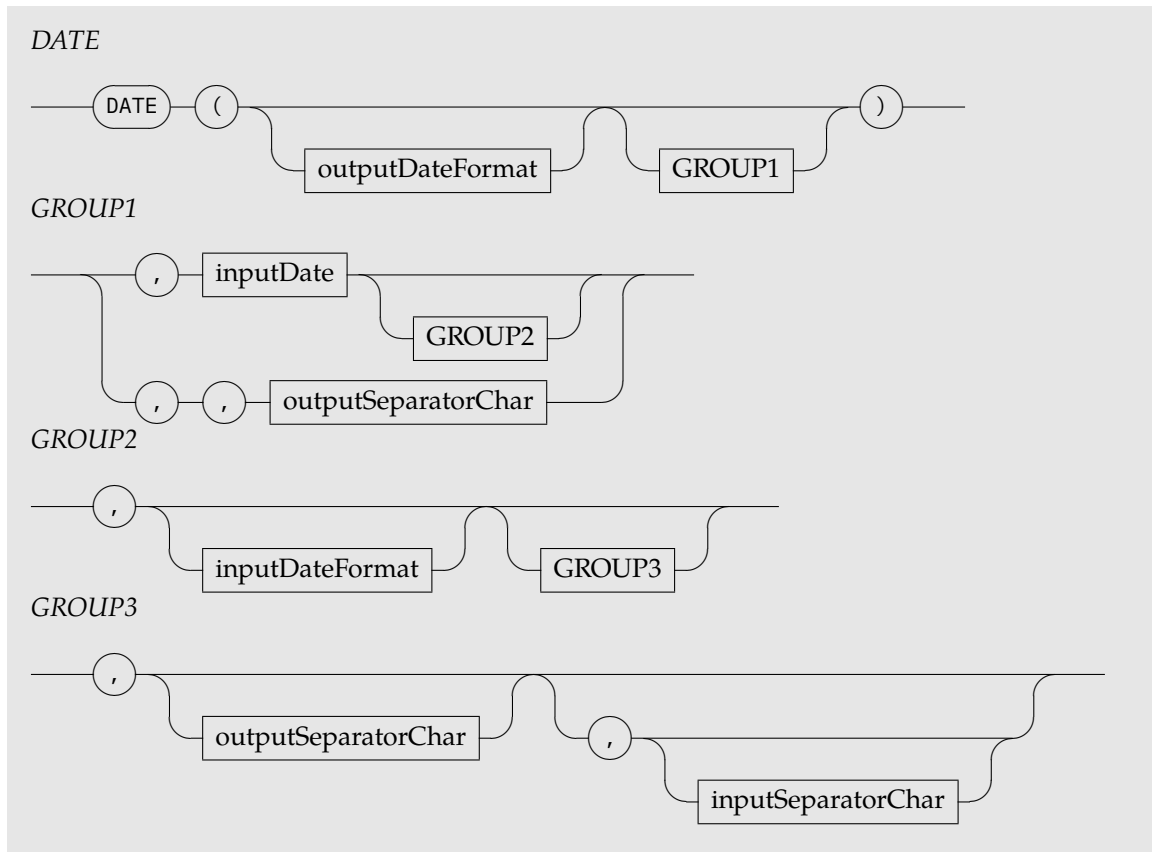 DATE
DATE ( )
outputDateFormat GROUP1
GROUP1
, inputDate
GROUP2
, , outputSeparatorChar
GROUP2
,
inputDateFormat GROUP3
GROUP3
,
outputSeparatorChar ,
inputSeparatorChar